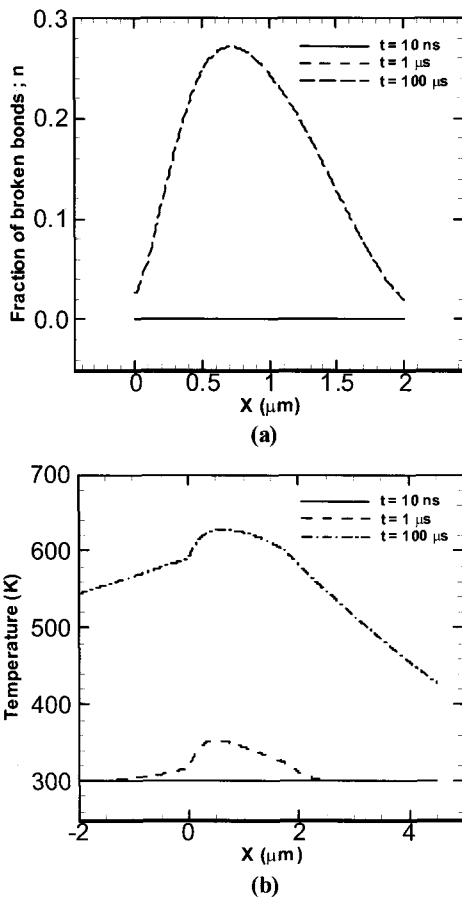 0.3
t = 10 ns
t = 1 μs
t = 100 μs
0.2
0.1
0.0
Fraction of broken bonds ; n
0 0.5 1 1.5 2
X (μm)
(a)
700
t = 10 ns
t = 1 μs
t = 100 μs
600
500
400
300
Temperature (K)
-2 0 2 4
X (μm)
(b)